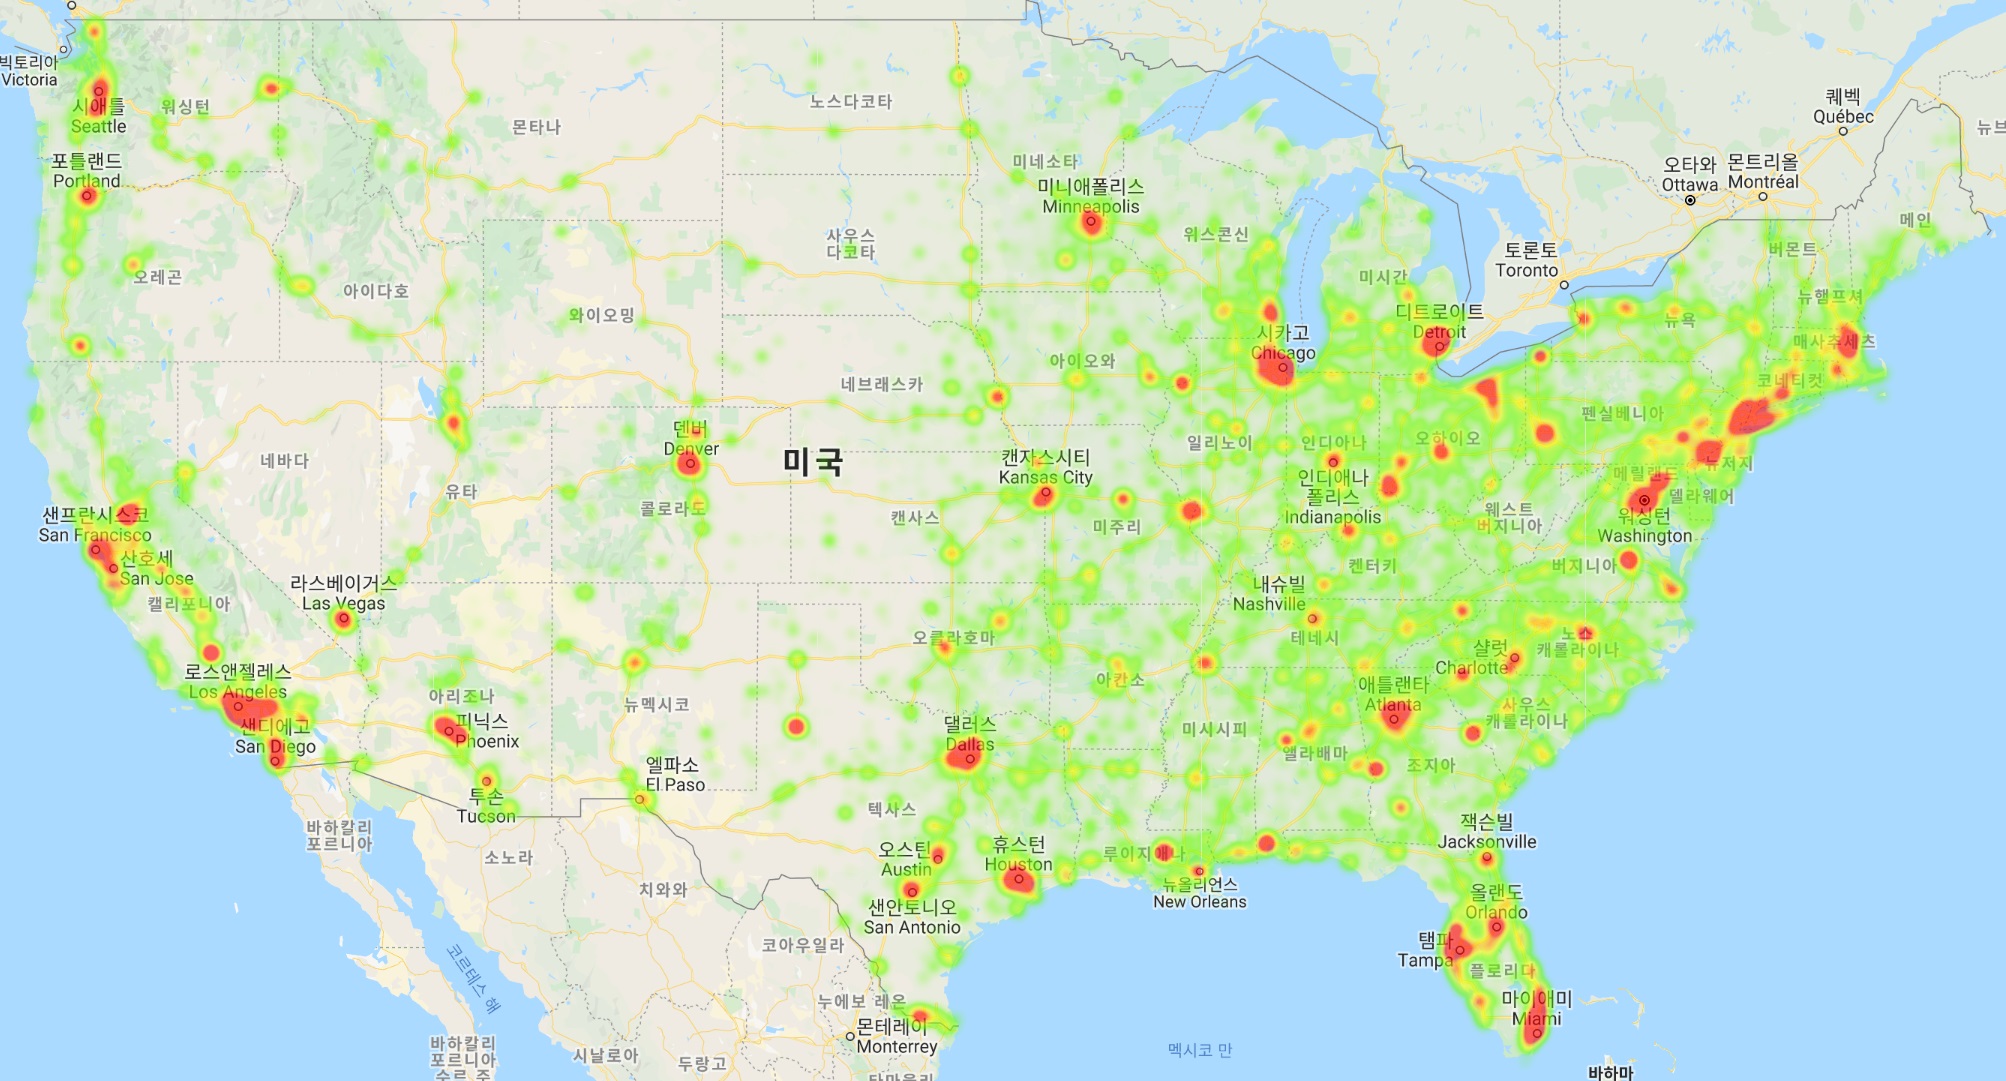 빅토리아
Victoria
시애틀
Seattle
워싱턴
몬타나
노스다코타
미네소타
퀘벡
Québec
오타와
Ottawa
몬트리올
Montréal
뉴브
포틀랜드
Portland
미니애폴리스
Minneapolis
위스콘신
메인
버몬트
사우스
다코타
토론토
Toronto
오레곤
아이다호
와이오밍
미시간
뉴햄프셔
디트로이트
Detroit
뉴욕
매사추세츠
시카고
Chicago
아이오와
네브래스카
코네티컷
펜실베니아
덴버
Denver
미국
네바다
유타
캔자스시티
Kansas City
일리노이
인디아나
오하이오
뉴저지
메릴랜드
델라웨어
인디애나
폴리스
Indianapolis
콜로라도
캔사스
미주리
웨스트
버지니아
워싱턴
Washington
샌프란시스코
San Francisco
산호세
San Jose
캘리포니아
라스베이거스
Las Vegas
켄터키
버지니아
내슈빌
Nashville
테네시
오클라호마
노스
캐롤라이나
샬럿
Charlotte
로스앤젤레스
Los Angeles
아리조나
뉴멕시코
아칸소
애틀랜타
Atlanta
사우스
캐롤라이나
샌디에고
San Diego
피닉스
Phoenix
댈러스
Dallas
미시시피
앨라배마
조지아
엘파소
El Paso
투손
Tucson
텍사스
바하칼리
포르니아
소노라
잭슨빌
Jacksonville
오스틴
Austin
휴스턴
Houston
루이지애나
뉴올리언스
New Orleans
치와와
샌안토니오
San Antonio
올랜도
Orlando
탬파
Tampa
플로리다
코아우일라
코르테스 해
누에보 레온
마이애미
Miami
몬테레이
Monterrey
바하칼리
포르니아
수르 주
시날로아
두랑고
타마울리
멕시코 만
바하마